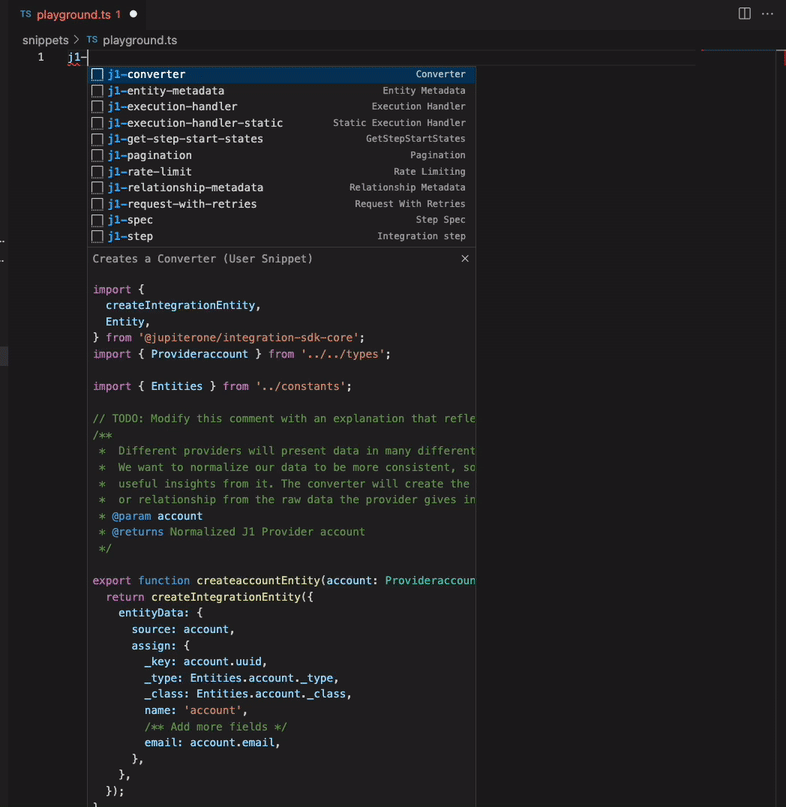 TS playground.ts 1
snippets > TS playground.ts
1 j1-
j1-converter Converter
j1-entity-metadata Entity Metadata
j1-execution-handler Execution Handler
j1-execution-handler-static Static Execution Handler
j1-get-step-start-states GetStepStartStates
j1-pagination Pagination
j1-rate-limit Rate Limiting
j1-relationship-metadata Relationship Metadata
j1-request-with-retries Request With Retries
j1-spec Step Spec
j1-step Integration step
Creates a Converter (User Snippet)
import {
  createIntegrationEntity,
  Entity,
} from '@jupiterone/integration-sdk-core';
import { Provideraccount } from '../../types';
import { Entities } from '../constants';
// TODO: Modify this comment with an explanation that refle
/**
 *  Different providers will present data in many different
 *  We want to normalize our data to be more consistent, so
 *  useful insights from it. The converter will create the
 *  or relationship from the raw data the provider gives in
 * @param account
 * @returns Normalized J1 Provider account
 */
export function createaccountEntity(account: Provideraccoun
  return createIntegrationEntity({
    entityData: {
      source: account,
      assign: {
        _key: account.uuid,
        _type: Entities.account._type,
        _class: Entities.account._class,
        name: 'account',
        /** Add more fields */
        email: account.email,
      },
    },
  });
}